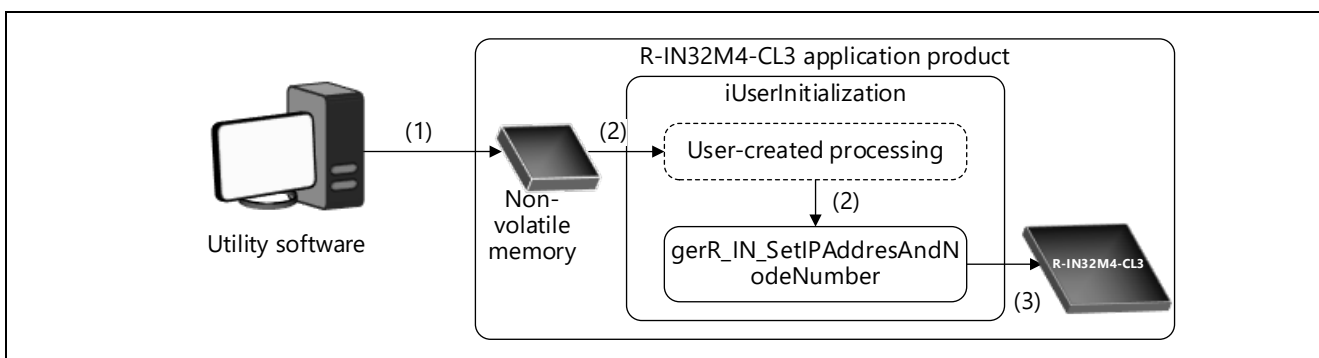 R-IN32M4-CL3 application product
iUserInitialization
(1)
(2)
User-created processing
(2)
Non-
volatile
memory
Utility software
gerR_IN_SetIPAddresAndN
odeNumber
R-IN32M4-CL3
(3)